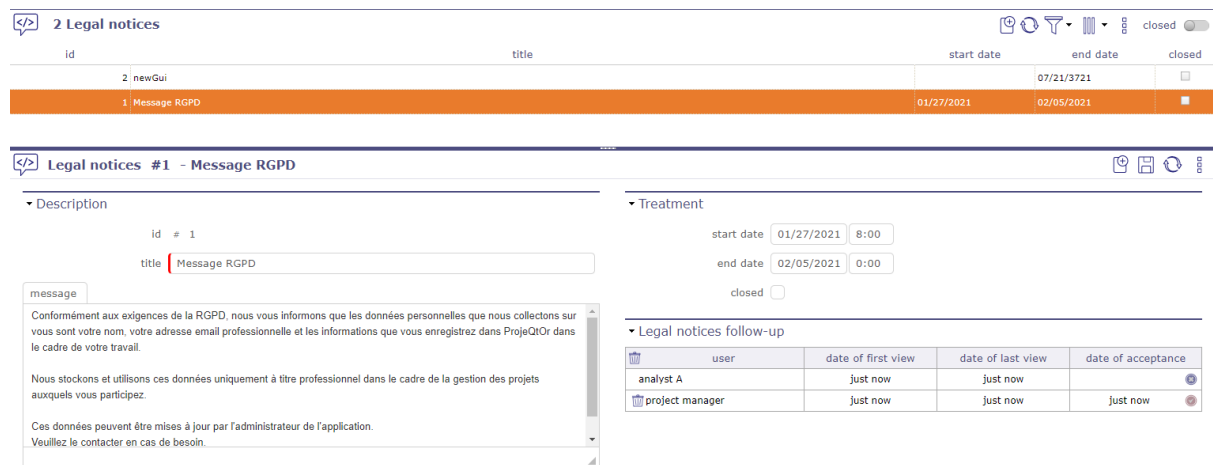 2 Legal notices
closed
id title start date end date closed
2 newGui 07/21/3721
1 Message RGPD 01/27/2021 02/05/2021
Legal notices #1 - Message RGPD
Description
id # 1
title Message RGPD
message
Conformément aux exigences de la RGPD, nous vous informons que les données personnelles que nous collectons sur
vous sont votre nom, votre adresse email professionnelle et les informations que vous enregistrez dans ProjeQtOr dans
le cadre de votre travail.
Nous stockons et utilisons ces données uniquement à titre professionnel dans le cadre de la gestion des projets
auxquels vous participez.
Ces données peuvent être mises à jour par l'administrateur de l'application.
Veuillez le contacter en cas de besoin.
Treatment
start date 01/27/2021 8:00
end date 02/05/2021 0:00
closed
Legal notices follow-up
user date of first view date of last view date of acceptance
analyst A just now just now
project manager just now just now just now